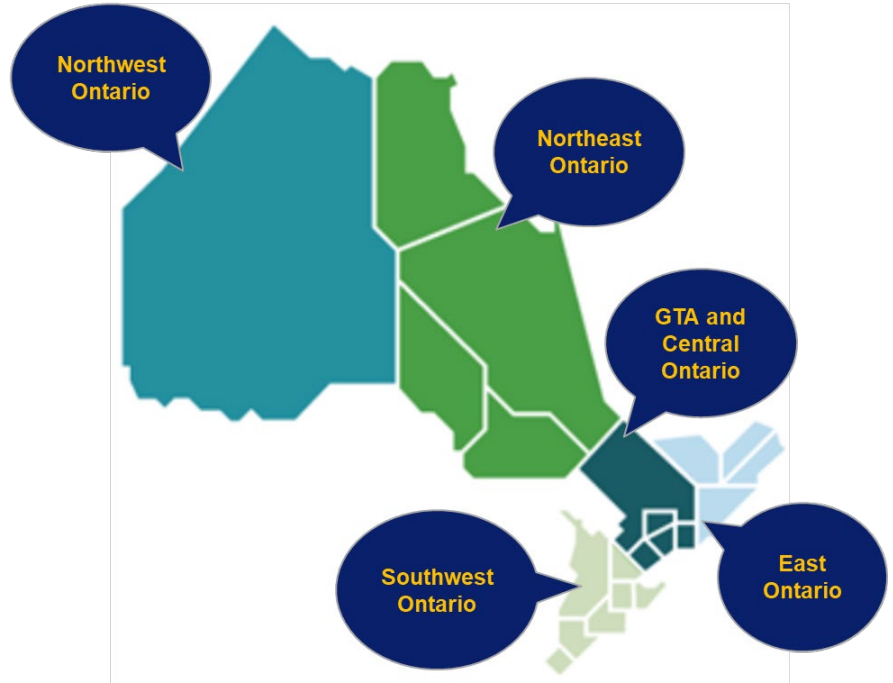 Northwest
Ontario
Northeast
Ontario
GTA and
Central
Ontario
Southwest
Ontario
East
Ontario